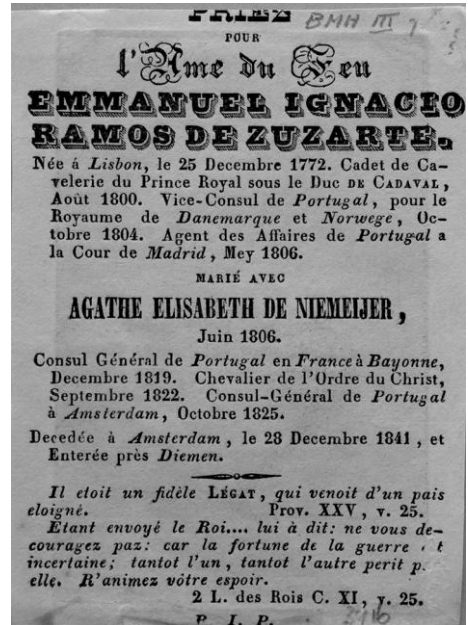 PRIEZ
BMH III
POUR
l'Ame du Feu
EMMANUEL IGNACIO
RAMOS DE ZUZARTE.
Née á Lisbon, le 25 Decembre 1772. Cadet de Ca-
velerie du Prince Royal sous le Duc DE CADAVAL,
Août 1800. Vice-Consul de Portugal, pour le
Royaume de Danemarque et Norwege, Oc-
tobre 1804. Agent des Affaires de Portugal a
la Cour de Madrid, Mey 1806.
MARIÉ AVEC
AGATHE ELISABETH DE NIEMEIJER,
Juin 1806.
Consul Général de Portugal en France à Bayonne,
Decembre 1819. Chevalier de l'Ordre du Christ,
Septembre 1822. Consul-Général de Portugal
à Amsterdam, Octobre 1825.
Decedée à Amsterdam, le 28 Decembre 1841, et
Enterée près Diemen.
Il etoit un fidèle LÉGAT, qui venoit d'un pais
eloigné. Prov. XXV, v. 25.
Etant envoyé le Roi.... lui à dit: ne vous de-
couragez paz: car la fortune de la guerre
incertaine; tantot l'un, tantot l'autre perit
elle. R'animez vôtre espoir.
2 L. des Rois C. XI, v. 25.
P. I. P.